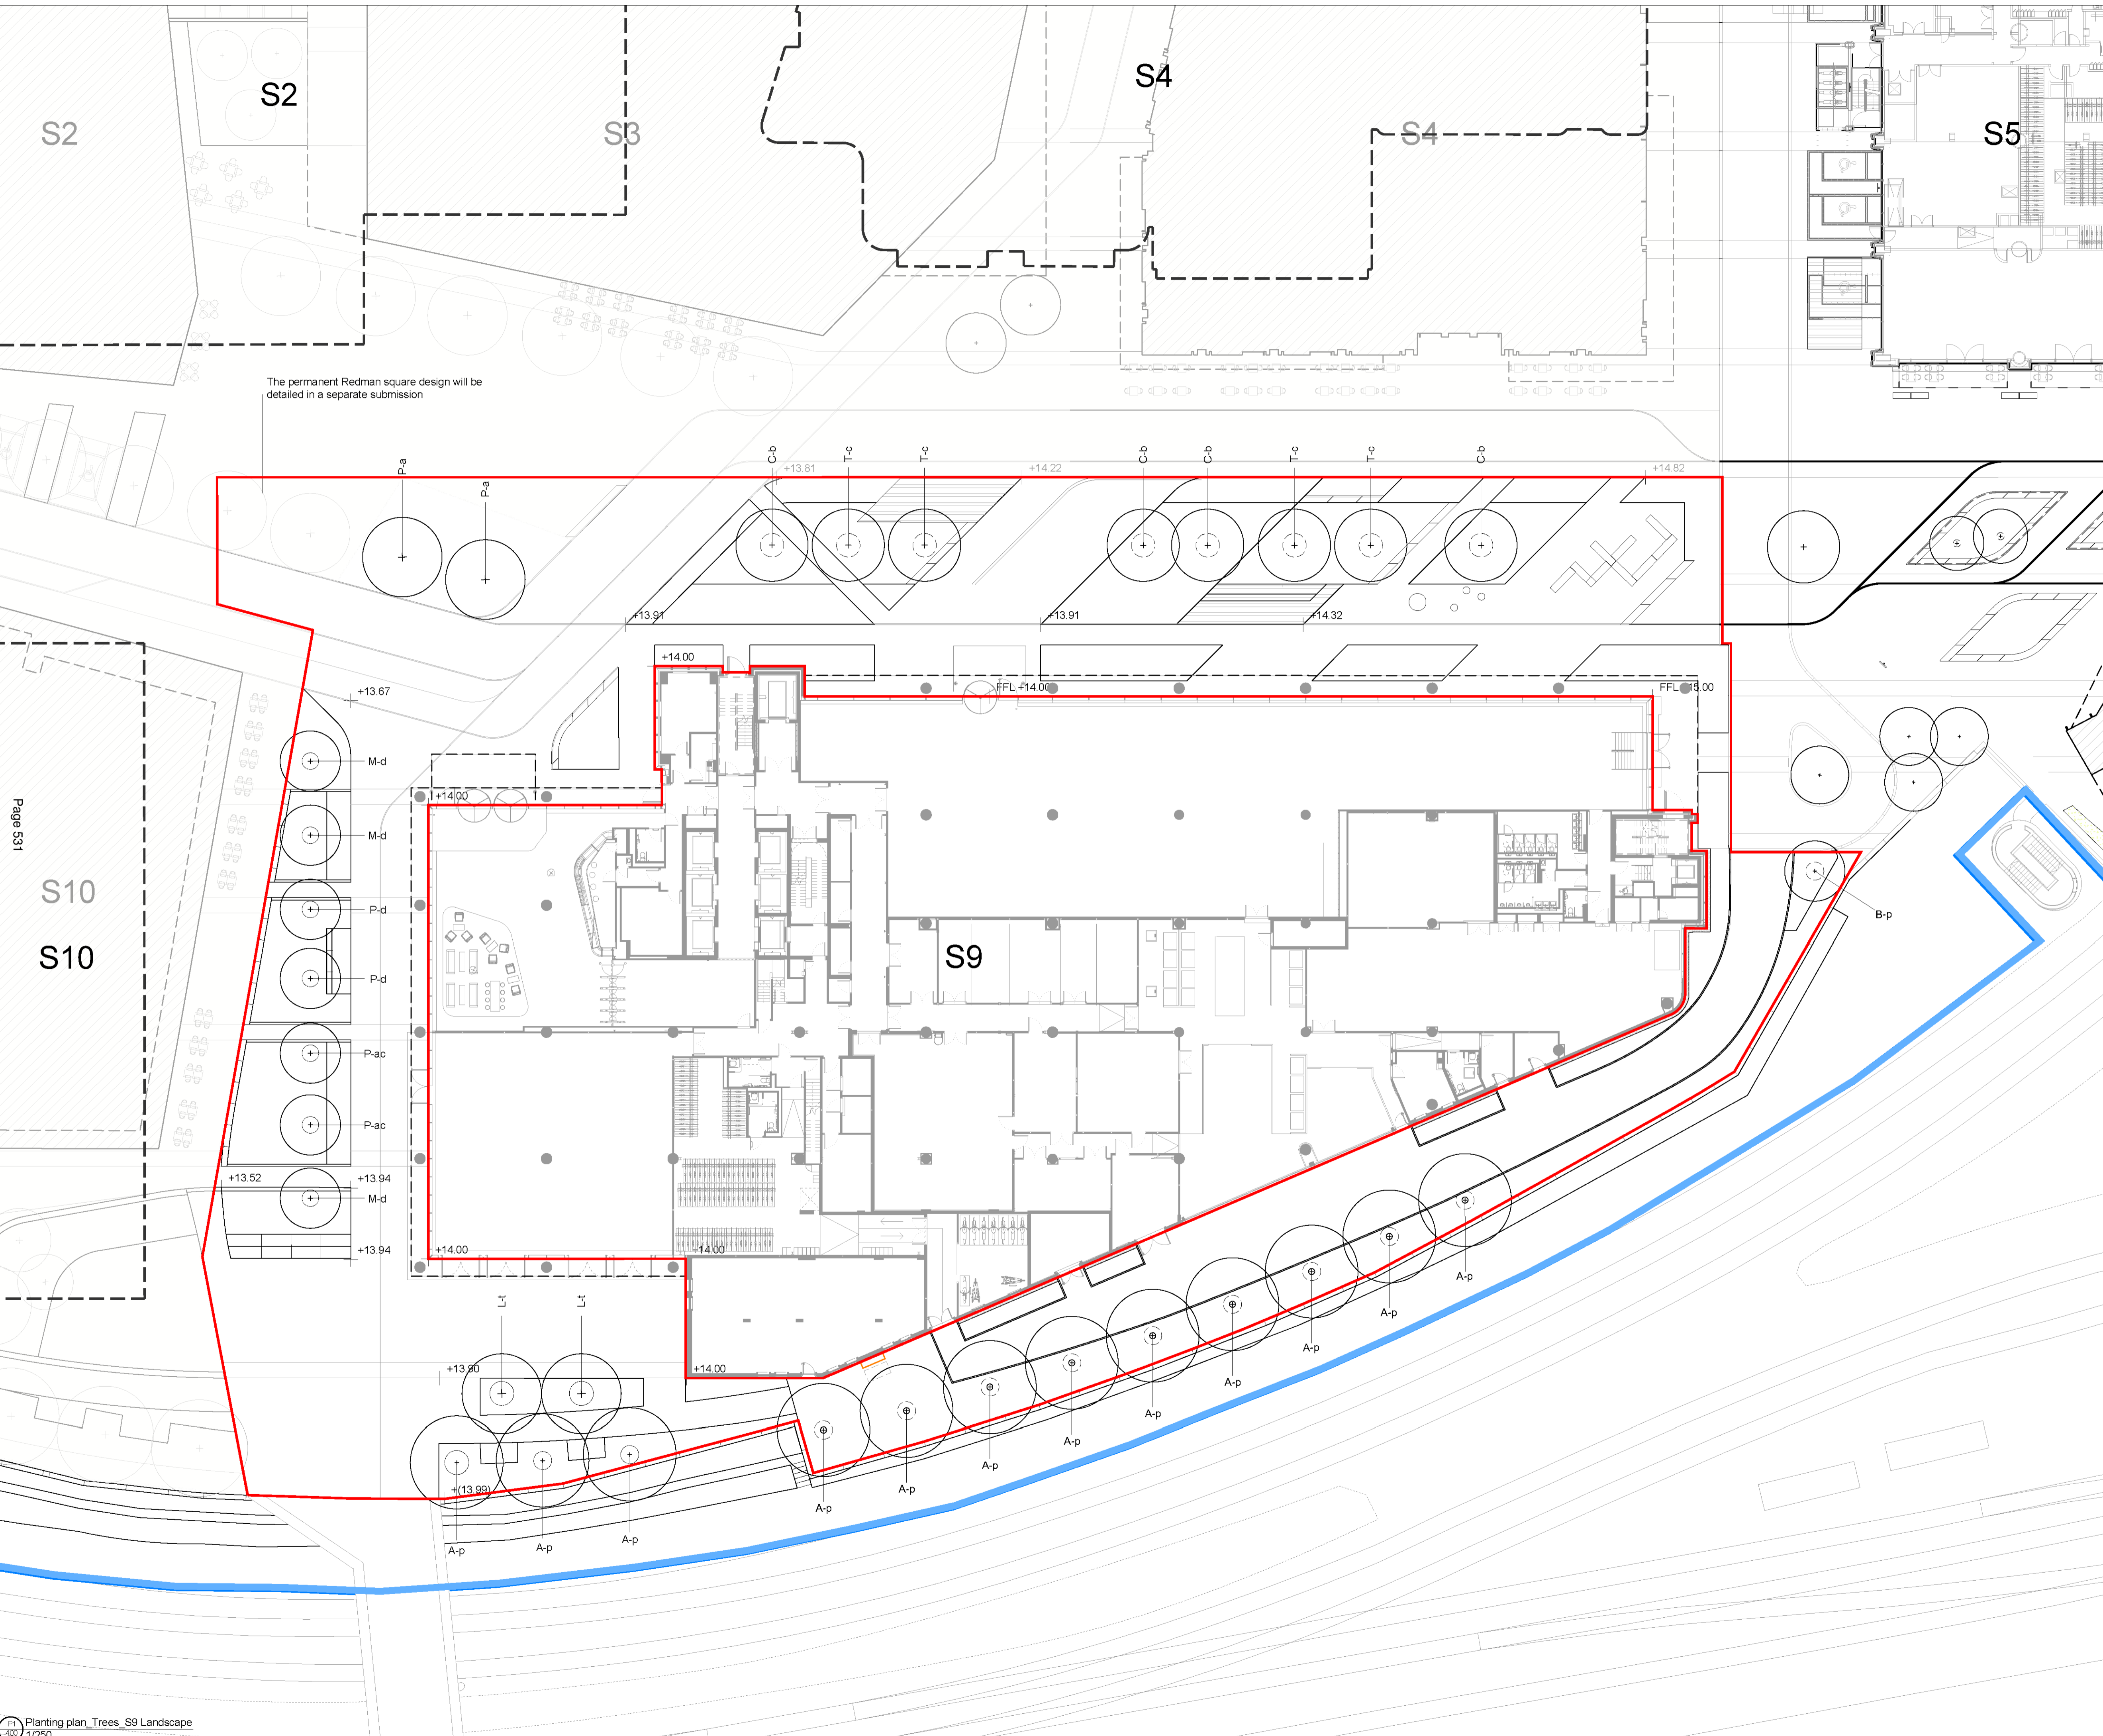 S4
S2
S2
S3
S4
S5
The permanent Redman square design will be
detailed in a separate submission
P-a
P-a
C-b
T-c
T-c
C-b
C-b
T-c
T-c
C-b
+13.81
+14.22
+14.82
+13.91
+13.91
+14.32
+14.00
FFL +14.00
FFL +15.00
+13.67
M-d
+14.00
M-d
Page 531
S10
P-d
B-p
S10
S9
P-d
P-ac
P-ac
+13.52
+13.94
M-d
+13.94
+14.00
+14.00
L-t
L-t
A-p
A-p
A-p
+13.90
+14.00
A-p
A-p
A-p
A-p
+(13.99)
A-p
A-p
A-p
A-p
A-p
P1
400
Planting plan_Trees_S9 Landscape
1/250